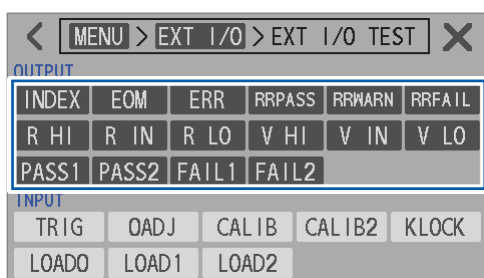 MENU > EXT I/O > EXT I/O TEST
OUTPUT
INDEX EOM ERR RRPASS RRWARN RRFAIL
R HI R IN R LO V HI V IN V LO
PASS1 PASS2 FAIL1 FAIL2
INPUT
TRIG 0ADJ CALIB CALIB2 KLOCK
LOAD0 LOAD1 LOAD2